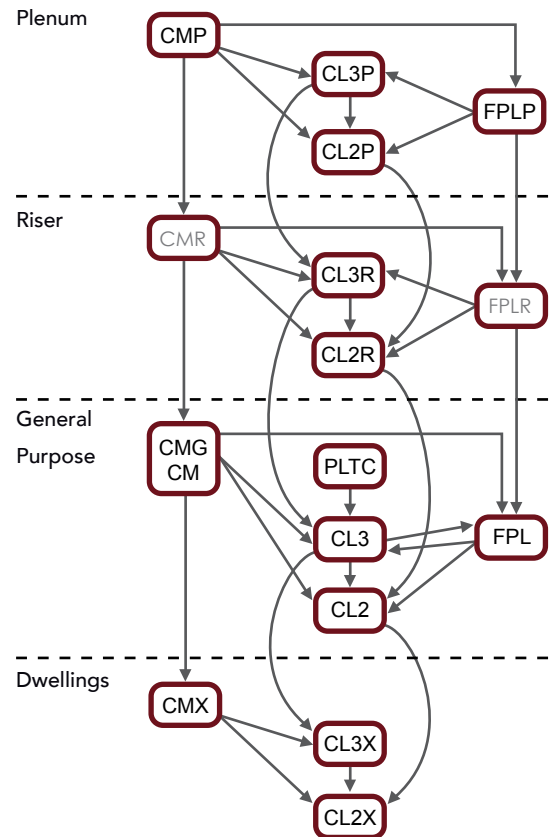 Plenum
CMP
CL3P
FPLP
CL2P
Riser
CMR
CL3R
FPLR
CL2R
General
Purpose
CMG
CM
PLTC
CL3
FPL
CL2
Dwellings
CMX
CL3X
CL2X